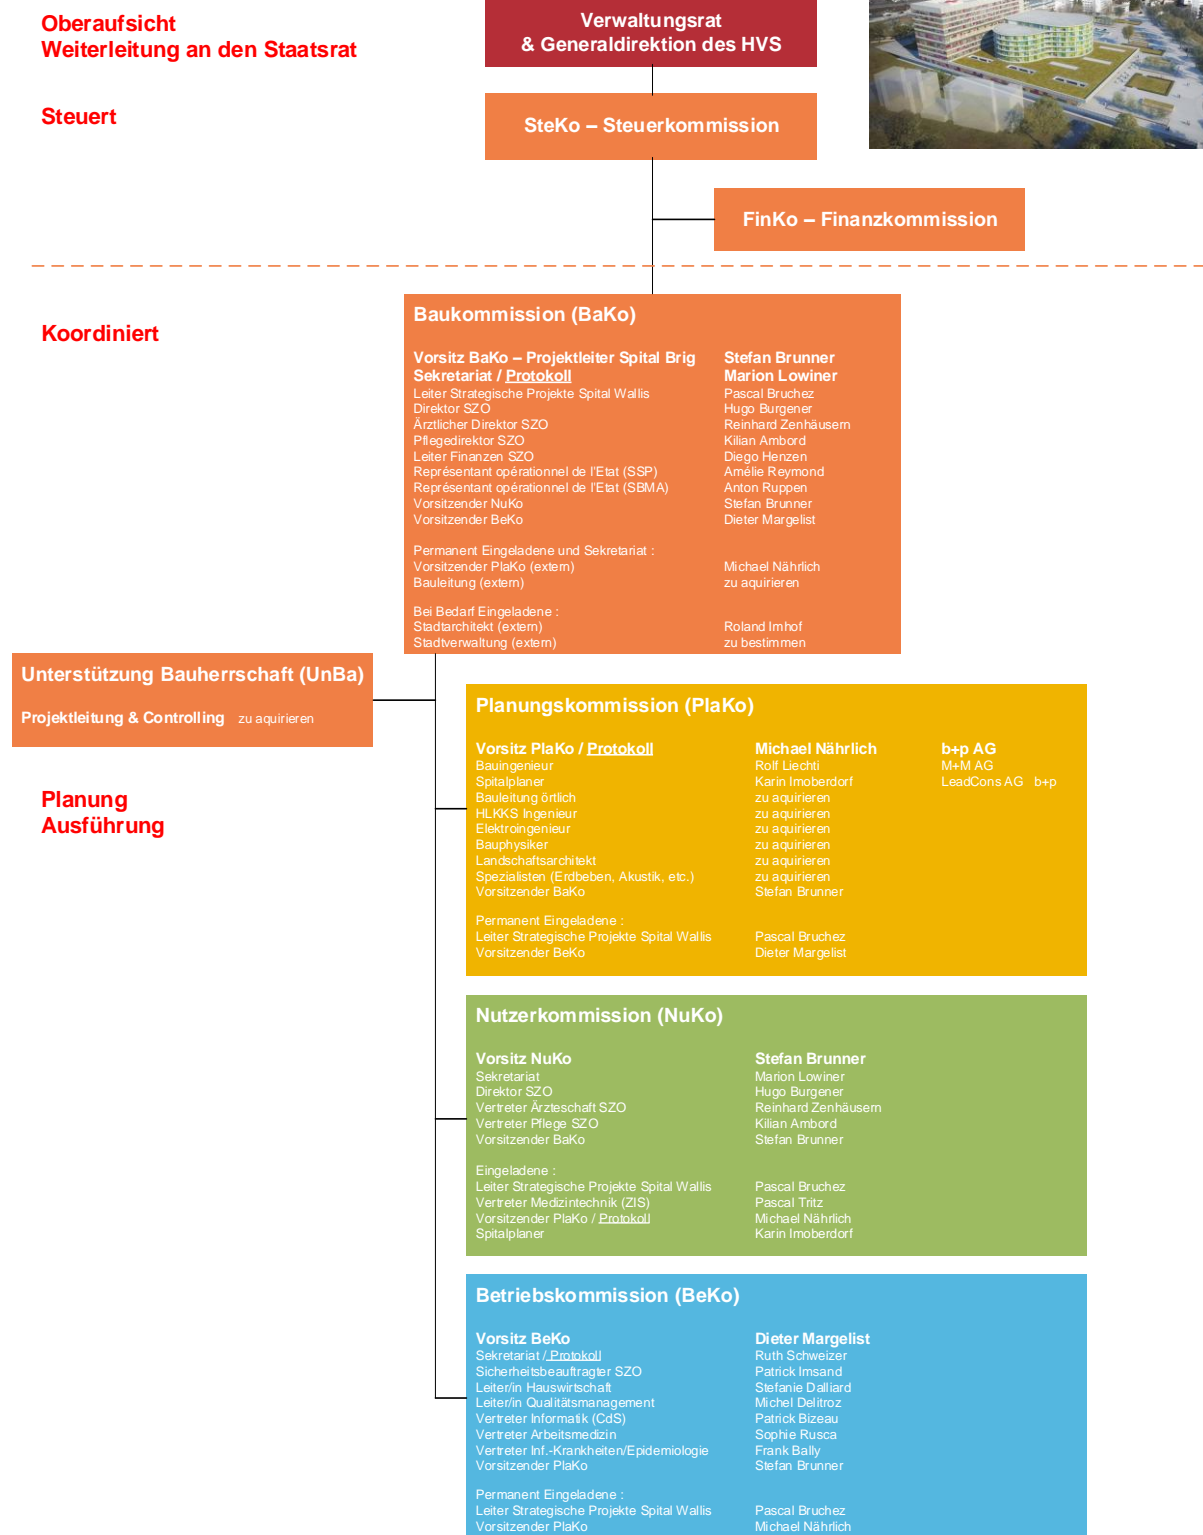 Oberaufsicht
Weiterleitung an den Staatsrat
Verwaltungsrat
& Generaldirektion des HVS
Steuert
SteKo – Steuerkommission
FinKo – Finanzkommission
Koordiniert
Baukommission (BaKo)
Vorsitz BaKo – Projektleiter Spital Brig Stefan Brunner
Sekretariat / Protokoll Marion Lowiner
Leiter Strategische Projekte Spital Wallis Pascal Bruchez
Direktor SZO Hugo Burgener
Ärztlicher Direktor SZO Reinhard Zenhäusern
Pflegedirektor SZO Kilian Ambord
Leiter Finanzen SZO Diego Henzen
Représentant opérationnel de l'Etat (SSP) Amélie Reymond
Représentant opérationnel de l'Etat (SBMA) Anton Ruppen
Vorsitzender NuKo Stefan Brunner
Vorsitzender BeKo Dieter Margelist
Permanent Eingeladene und Sekretariat :
Vorsitzender PlaKo (extern) Michael Nährlich
Bauleitung (extern) zu aquirieren
Bei Bedarf Eingeladene :
Stadtarchitekt (extern) Roland Imhof
Stadtverwaltung (extern) zu bestimmen
Unterstützung Bauherrschaft (UnBa)
Projektleitung & Controlling zu aquirieren
Planung
Ausführung
Planungskommission (PlaKo)
Vorsitz PlaKo / Protokoll Michael Nährlich b+p AG
Bauingenieur Rolf Liechti M+M AG
Spitalplaner Karin Imoberdorf LeadCons AG b+p
Bauleitung örtlich zu aquirieren
HLKKS Ingenieur zu aquirieren
Elektroingenieur zu aquirieren
Bauphysiker zu aquirieren
Landschaftsarchitekt zu aquirieren
Spezialisten (Erdbeben, Akustik, etc.) zu aquirieren
Vorsitzender BaKo Stefan Brunner
Permanent Eingeladene :
Leiter Strategische Projekte Spital Wallis Pascal Bruchez
Vorsitzender BeKo Dieter Margelist
Nutzerkommission (NuKo)
Vorsitz NuKo Stefan Brunner
Sekretariat Marion Lowiner
Direktor SZO Hugo Burgener
Vertreter Ärzteschaft SZO Reinhard Zenhäusern
Vertreter Pflege SZO Kilian Ambord
Vorsitzender BaKo Stefan Brunner
Eingeladene :
Leiter Strategische Projekte Spital Wallis Pascal Bruchez
Vertreter Medizintechnik (ZIS) Pascal Tritz
Vorsitzender PlaKo / Protokoll Michael Nährlich
Spitalplaner Karin Imoberdorf
Betriebskommission (BeKo)
Vorsitz BeKo Dieter Margelist
Sekretariat / Protokoll Ruth Schweizer
Sicherheitsbeauftragter SZO Patrick Imsand
Leiter/in Hauswirtschaft Stefanie Dalliard
Leiter/in Qualitätsmanagement Michel Delitroz
Vertreter Informatik (CdS) Patrick Bizeau
Vertreter Arbeitsmedizin Sophie Rusca
Vertreter Inf.-Krankheiten/Epidemiologie Frank Bally
Vorsitzender PlaKo Stefan Brunner
Permanent Eingeladene :
Leiter Strategische Projekte Spital Wallis Pascal Bruchez
Vorsitzender PlaKo Michael Nährlich